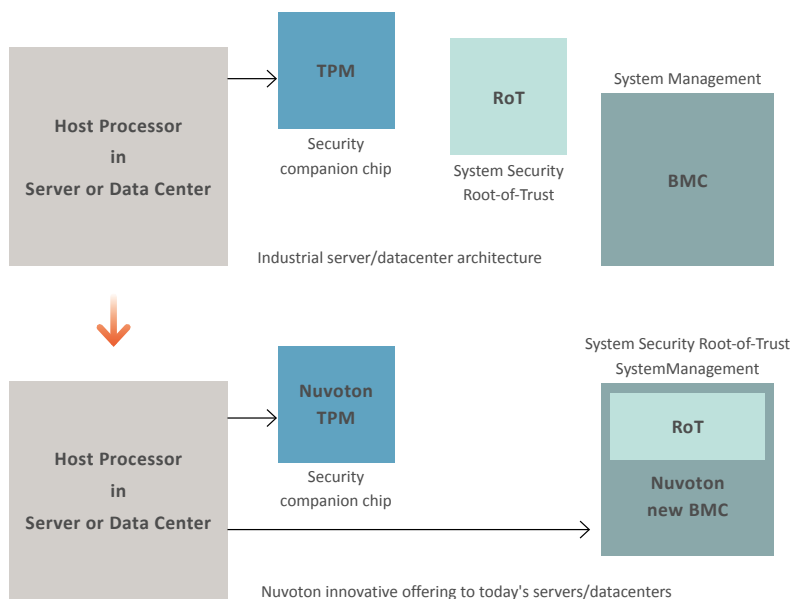 Host Processor
in
Server or Data Center
TPM
Security
companion chip
RoT
System Security
Root-of-Trust
System Management
BMC
Industrial server/datacenter architecture
Host Processor
in
Server or Data Center
Nuvoton
TPM
Security
companion chip
System Security Root-of-Trust
SystemManagement
RoT
Nuvoton
new BMC
Nuvoton innovative offering to today's servers/datacenters